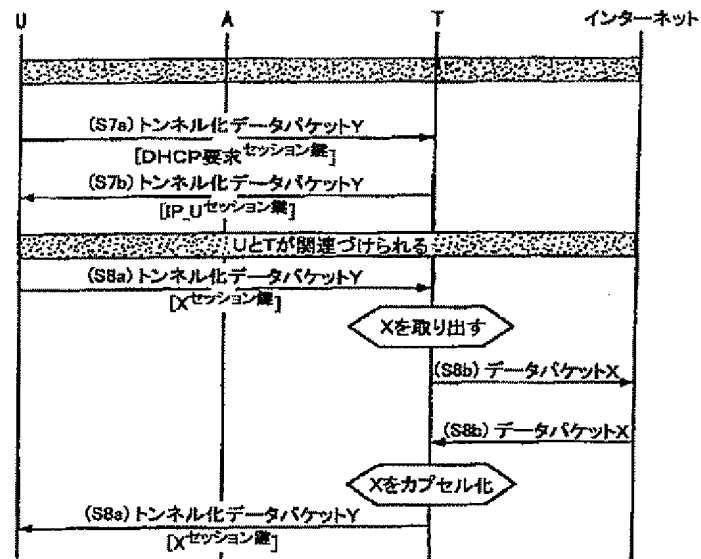 U A T インターネット
(S7a) トンネル化データパケットY
[DHCP要求セッション鍵]
(S7b) トンネル化データパケットY
[IP_Uセッション鍵]
UとTが関連づけられる
(S8a) トンネル化データパケットY
[Xセッション鍵]
Xを取り出す
(S8b) データパケットX
(S8b) データパケットX
Xをカプセル化
(S8a) トンネル化データパケットY
[Xセッション鍵]